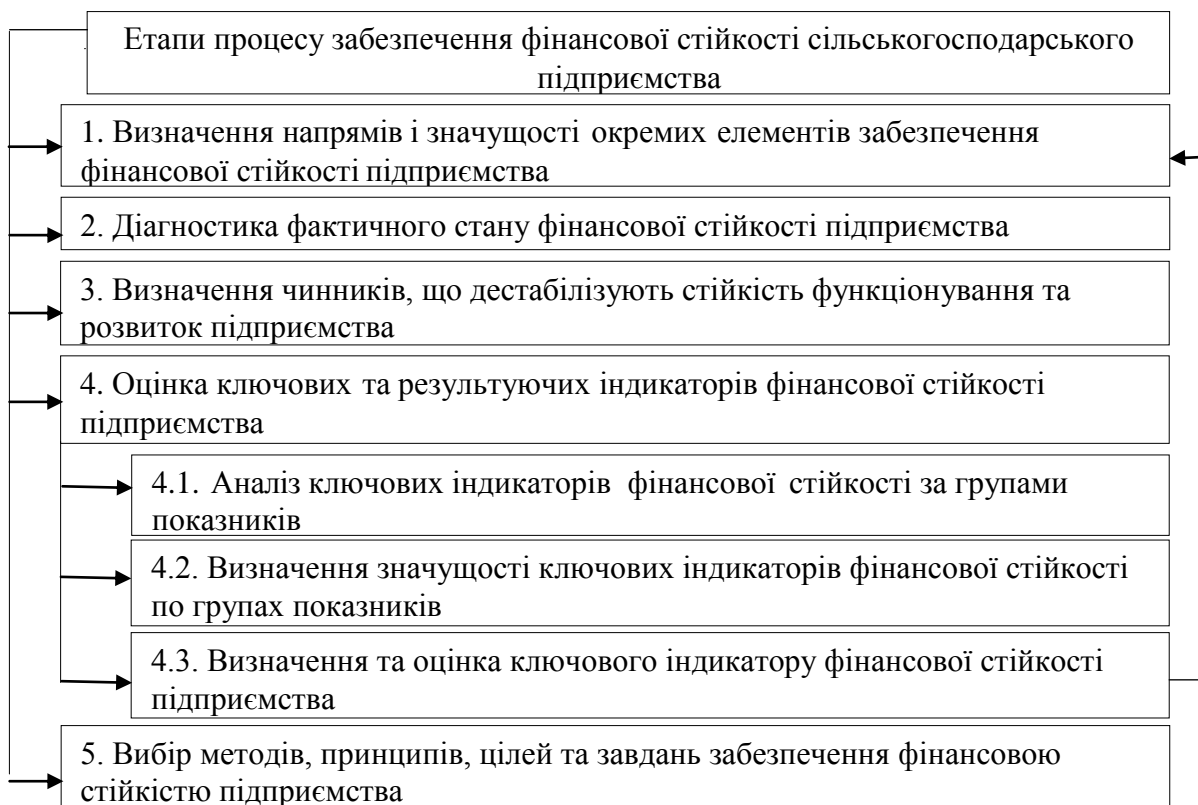 Етапи процесу забезпечення фінансової стійкості сільськогосподарського
підприємства
1. Визначення напрямів і значущості окремих елементів забезпечення
фінансової стійкості підприємства
2. Діагностика фактичного стану фінансової стійкості підприємства
3. Визначення чинників, що дестабілізують стійкість функціонування та
розвиток підприємства
4. Оцінка ключових та результуючих індикаторів фінансової стійкості
підприємства
4.1. Аналіз ключових індикаторів фінансової стійкості за групами
показників
4.2. Визначення значущості ключових індикаторів фінансової стійкості
по групах показників
4.3. Визначення та оцінка ключового індикатору фінансової стійкості
підприємства
5. Вибір методів, принципів, цілей та завдань забезпечення фінансовою
стійкістю підприємства